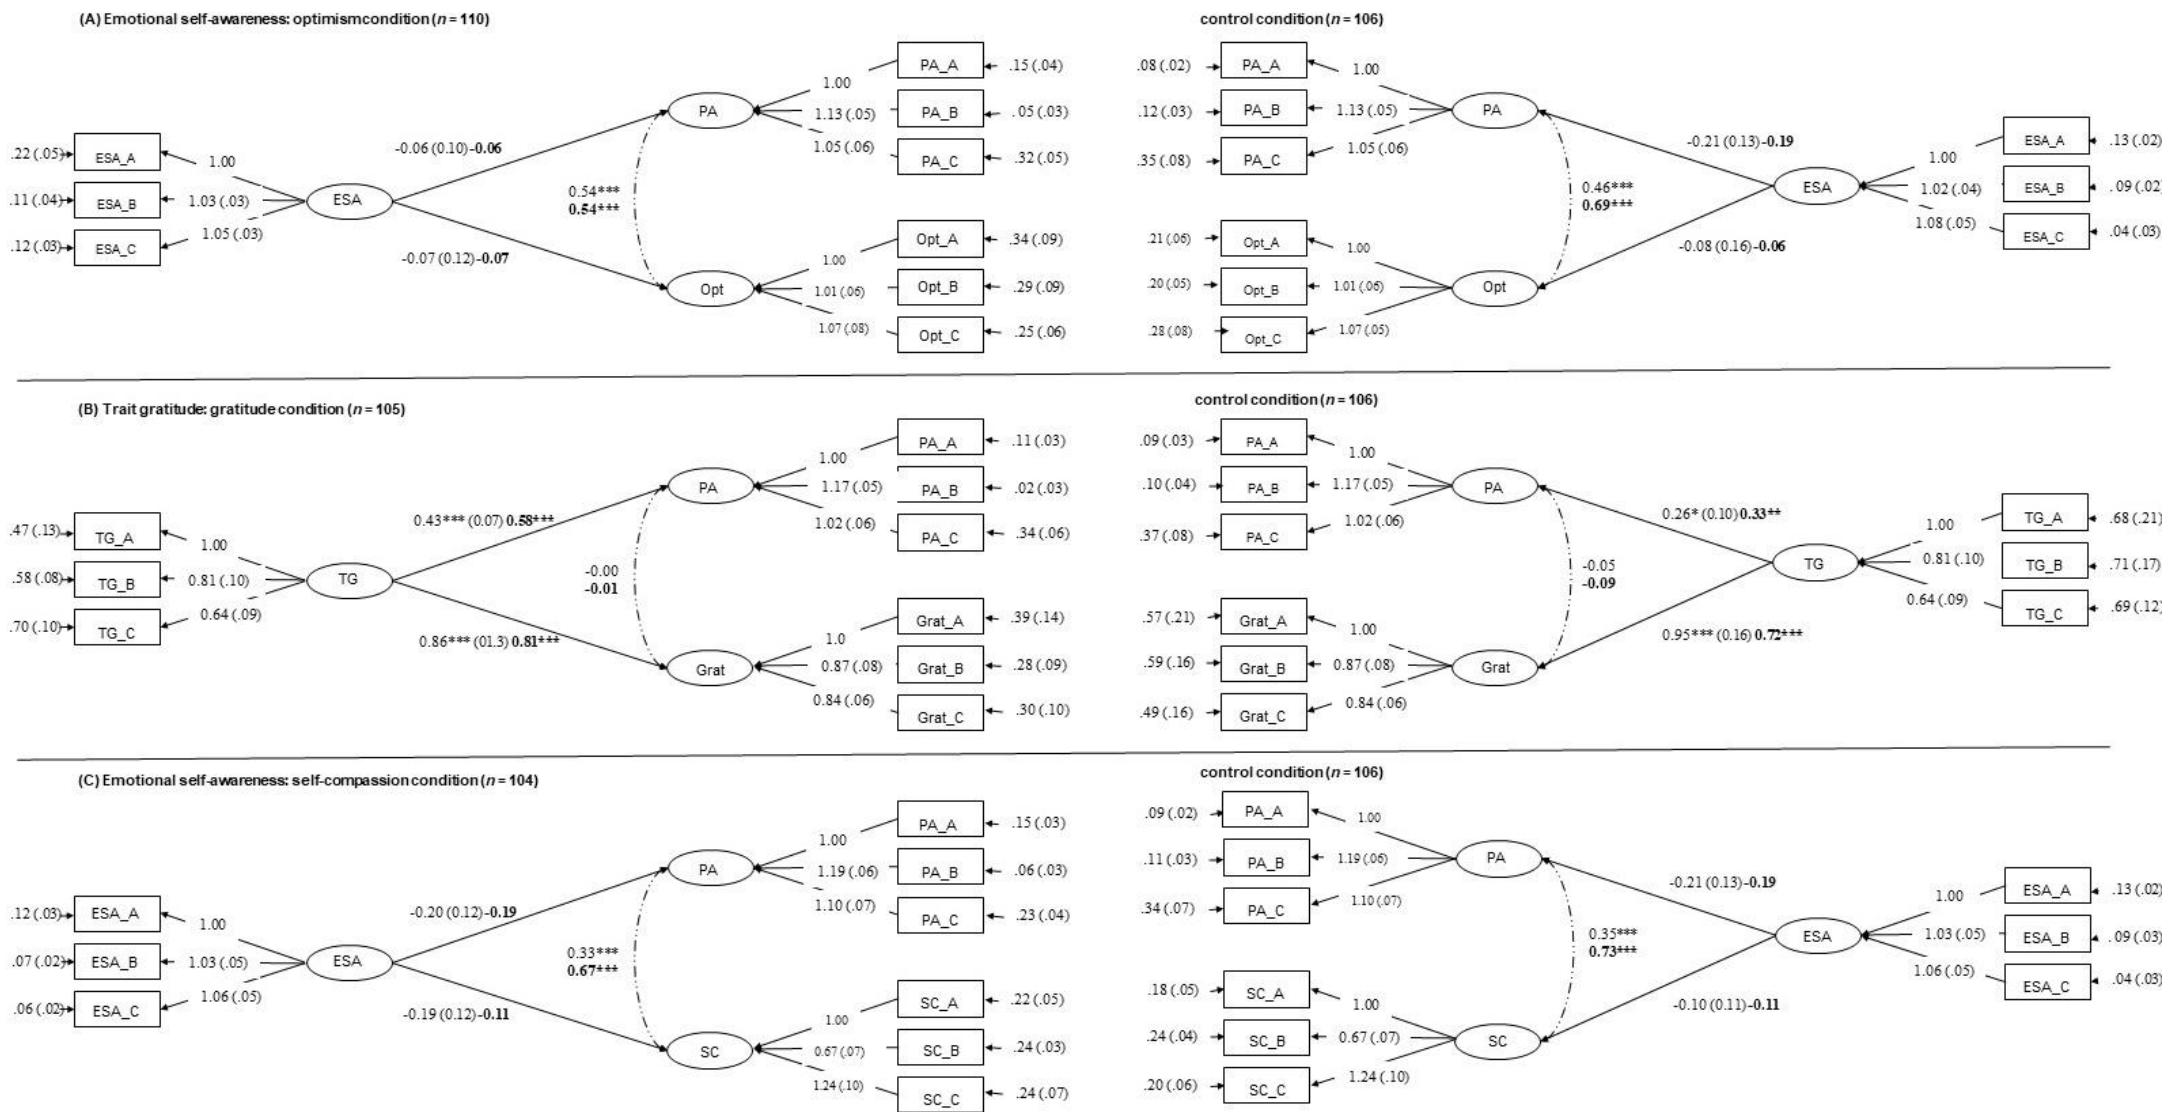 (A) Emotional self-awareness: optimismcondition (n = 110)
control condition (n = 106)
PA_A
.15 (.04)
1.00
PA
1.13 (.05)
PA_B
.05 (.03)
1.05 (.06)
PA_C
.32 (.05)
.22 (.05)
ESA_A
1.00
-0.06 (0.10) -0.06
.11 (.04)
ESA_B
1.03 (.03)
ESA
0.54***
0.54***
.12 (.03)
ESA_C
1.05 (.03)
-0.07 (0.12) -0.07
Opt_A
.34 (.09)
1.00
Opt
1.01 (.06)
Opt_B
.29 (.09)
1.07 (.08)
Opt_C
.25 (.06)
.08 (.02)
PA_A
1.00
.12 (.03)
PA_B
1.13 (.05)
PA
.35 (.08)
PA_C
1.05 (.06)
-0.21 (0.13) -0.19
0.46***
0.69***
ESA
1.00
ESA_A
.13 (.02)
1.02 (.04)
ESA_B
.09 (.02)
1.08 (.05)
ESA_C
.04 (.03)
-0.08 (0.16) -0.06
.21 (.06)
Opt_A
1.00
.20 (.05)
Opt_B
1.01 (.06)
Opt
.28 (.08)
Opt_C
1.07 (.05)
(B) Trait gratitude: gratitude condition (n = 105)
control condition (n = 106)
PA_A
.11 (.03)
1.00
PA
1.17 (.05)
PA_B
.02 (.03)
1.02 (.06)
PA_C
.34 (.06)
.47 (.13)
TG_A
1.00
0.43*** (0.07) 0.58***
.58 (.08)
TG_B
0.81 (.10)
TG
-0.00
-0.01
.70 (.10)
TG_C
0.64 (.09)
0.86*** (01.3) 0.81***
Grat_A
.39 (.14)
1.0
Grat
0.87 (.08)
Grat_B
.28 (.09)
0.84 (.06)
Grat_C
.30 (.10)
.09 (.03)
PA_A
1.00
.10 (.04)
PA_B
1.17 (.05)
PA
.37 (.08)
PA_C
1.02 (.06)
0.26* (0.10) 0.33**
-0.05
-0.09
TG
1.00
TG_A
.68 (.21)
0.81 (.10)
TG_B
.71 (.17)
0.64 (.09)
TG_C
.69 (.12)
0.95*** (0.16) 0.72***
.57 (.21)
Grat_A
1.00
.59 (.16)
Grat_B
0.87 (.08)
Grat
.49 (.16)
Grat_C
0.84 (.06)
(C) Emotional self-awareness: self-compassion condition (n = 104)
control condition (n = 106)
PA_A
.15 (.03)
1.00
PA
1.19 (.06)
PA_B
.06 (.03)
1.10 (.07)
PA_C
.23 (.04)
.12 (.03)
ESA_A
1.00
-0.20 (0.12) -0.19
.07 (.02)
ESA_B
1.03 (.05)
ESA
0.33***
0.67***
.06 (.02)
ESA_C
1.06 (.05)
-0.19 (0.12) -0.11
SC_A
.22 (.05)
1.00
SC
0.67 (.07)
SC_B
.24 (.03)
1.24 (.10)
SC_C
.24 (.07)
.09 (.02)
PA_A
1.00
.11 (.03)
PA_B
1.19 (.06)
PA
.34 (.07)
PA_C
1.10 (.07)
-0.21 (0.13) -0.19
0.35***
0.73***
ESA
1.00
ESA_A
.13 (.02)
1.03 (.05)
ESA_B
.09 (.03)
1.06 (.05)
ESA_C
.04 (.03)
-0.10 (0.11) -0.11
.18 (.05)
SC_A
1.00
.24 (.04)
SC_B
0.67 (.07)
SC
.20 (.06)
SC_C
1.24 (.10)